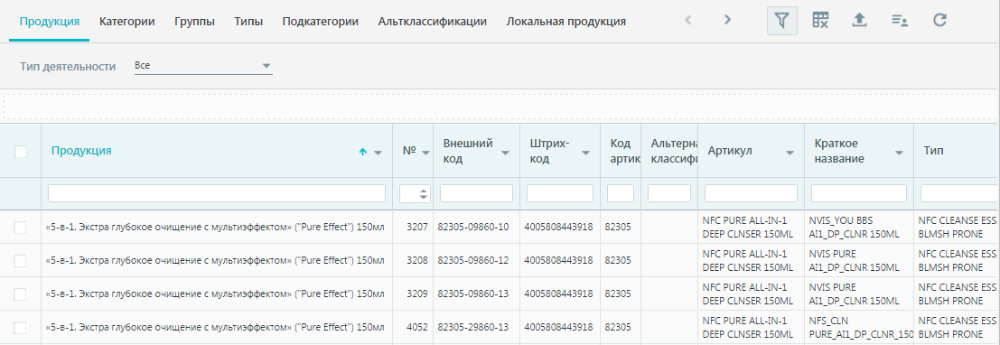 Продукция Категории Группы Типы Подкатегории Альтклассификации Локальная продукция
Тип деятельности Все
Продукция № Внешний код Штрих-код Код артик Альтерна классифи Артикул Краткое название Тип
«5-в-1. Экстра глубокое очищение с мультиэффектом» ("Pure Effect") 150мл 3207 82305-09860-10 4005808443918 82305 NFC PURE ALL-IN-1 DEEP CLNSER 150ML NVIS_YOU BBS AI1_DP_CLNR 150ML NFC CLEANSE ESS BLMSH PRONE
«5-в-1. Экстра глубокое очищение с мультиэффектом» ("Pure Effect") 150мл 3208 82305-09860-12 4005808443918 82305 NFC PURE ALL-IN-1 DEEP CLNSER 150ML NVIS PURE AI1_DP_CLNR 150ML NFC CLEANSE ESS BLMSH PRONE
«5-в-1. Экстра глубокое очищение с мультиэффектом» ("Pure Effect") 150мл 3209 82305-09860-13 4005808443918 82305 NFC PURE ALL-IN-1 DEEP CLNSER 150ML NVIS PURE AI1_DP_CLNR 150ML NFC CLEANSE ESS BLMSH PRONE
«5-в-1. Экстра глубокое очищение с мультиэффектом» ("Pure Effect") 150мл 4052 82305-29860-13 4005808443918 82305 NFC PURE ALL-IN-1 DEEP CLNSER 150ML NFS_CLN PURE_AI1_DP_CLNR_150 NFC CLEANSE ESS BLMSH PRONE